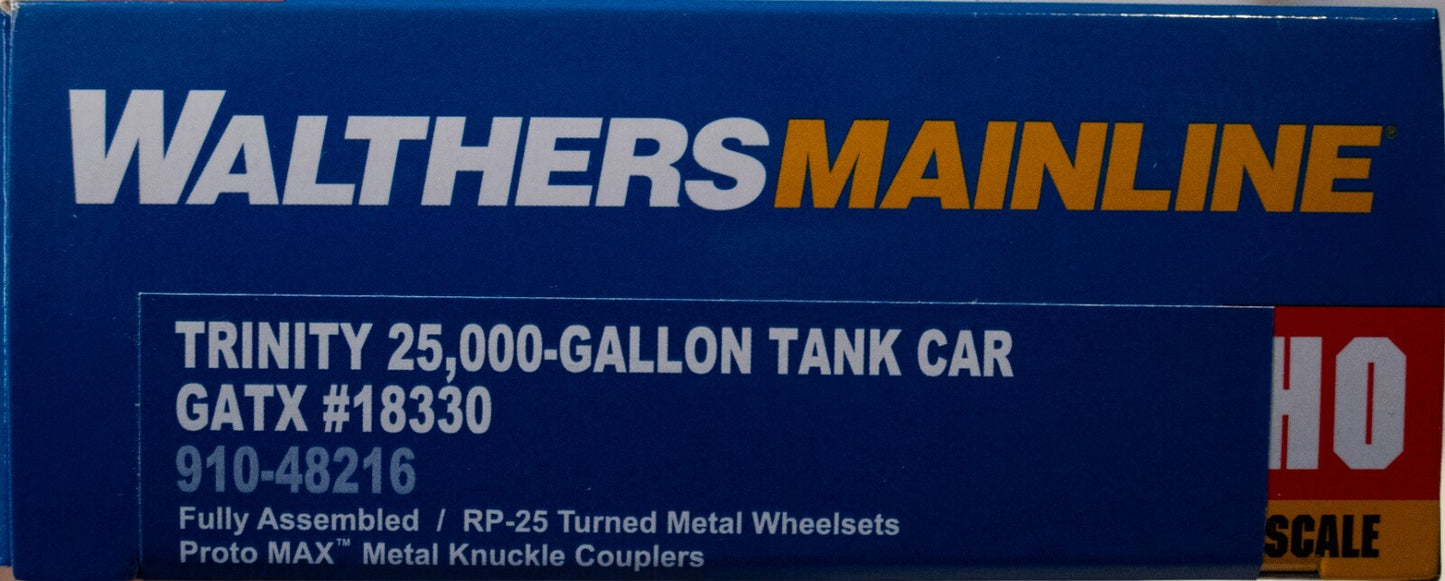 WALTHERSMAINLINE®
TRINITY 25,000-GALLON TANK CAR
GATX #18330
910-48216
Fully Assembled / RP-25 Turned Metal Wheelsets
Proto MAX™ Metal Knuckle Couplers
HO
SCALE